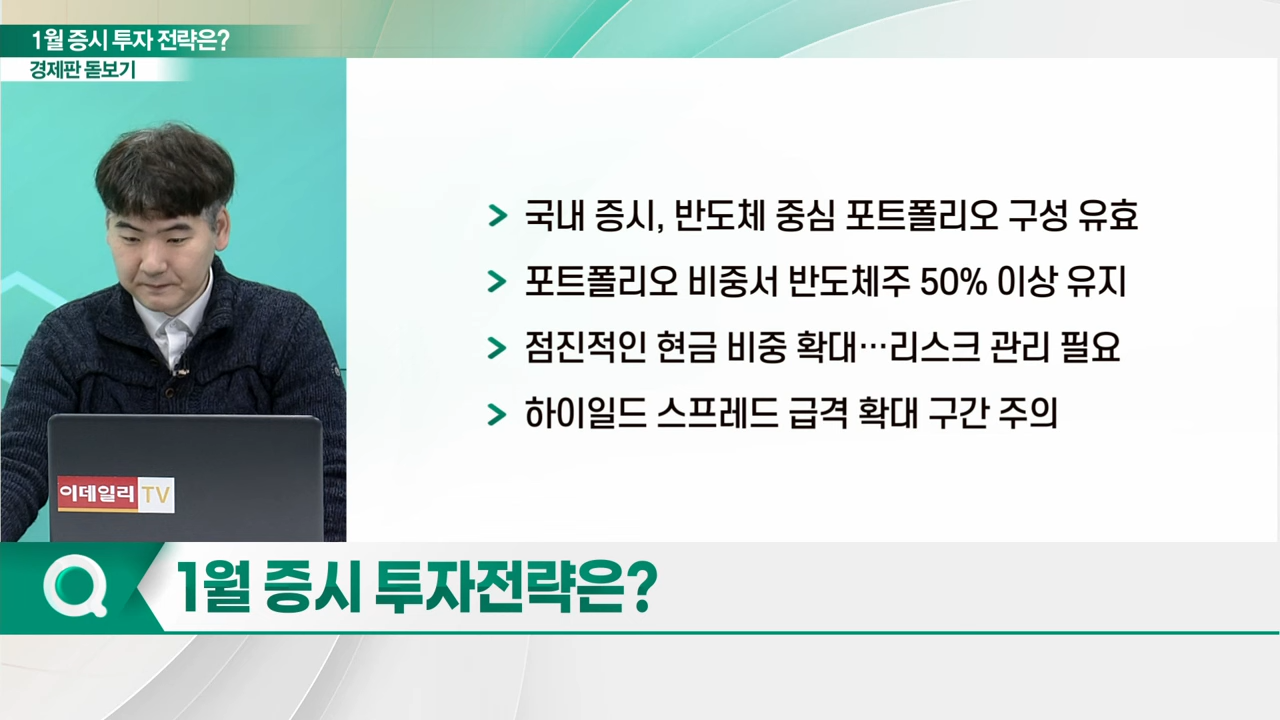 1월 증시 투자 전략은?
경제판 돋보기
> 국내 증시, 반도체 중심 포트폴리오 구성 유효
> 포트폴리오 비중서 반도체주 50% 이상 유지
> 점진적인 현금 비중 확대…리스크 관리 필요
> 하이일드 스프레드 급격 확대 구간 주의
이데일리TV
Q 1월 증시 투자전략은?